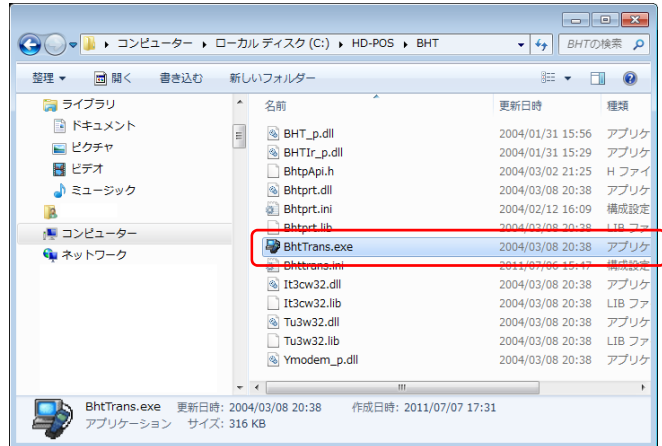 コンピューター ▸ ローカル ディスク (C:) ▸ HD-POS ▸ BHT
BHTの検索
整理 開く 書き込む 新しいフォルダー
ライブラリ
ドキュメント
ピクチャ
ビデオ
ミュージック
コンピューター
ネットワーク
名前 更新日時 種類
BHT_p.dll 2004/01/31 15:56 アプリケ
BHTIr_p.dll 2004/01/31 15:29 アプリケ
BhtpApi.h 2004/03/02 21:25 H ファイ
Bhtprt.dll 2004/03/08 20:38 アプリケ
Bhtprt.ini 2004/02/12 16:09 構成設定
Bhtprt.lib 2004/03/08 20:38 LIB ファ
BhtTrans.exe 2004/03/08 20:38 アプリケ
Bhttrans.ini 2011/07/06 15:47 構成設定
It3cw32.dll 2004/03/08 20:38 アプリケ
It3cw32.lib 2004/03/08 20:38 LIB ファ
Tu3w32.dll 2004/03/08 20:38 アプリケ
Tu3w32.lib 2004/03/08 20:38 LIB ファ
Ymodem_p.dll 2004/03/08 20:38 アプリケ
BhtTrans.exe 更新日時: 2004/03/08 20:38 作成日時: 2011/07/07 17:31
アプリケーション サイズ: 316 KB